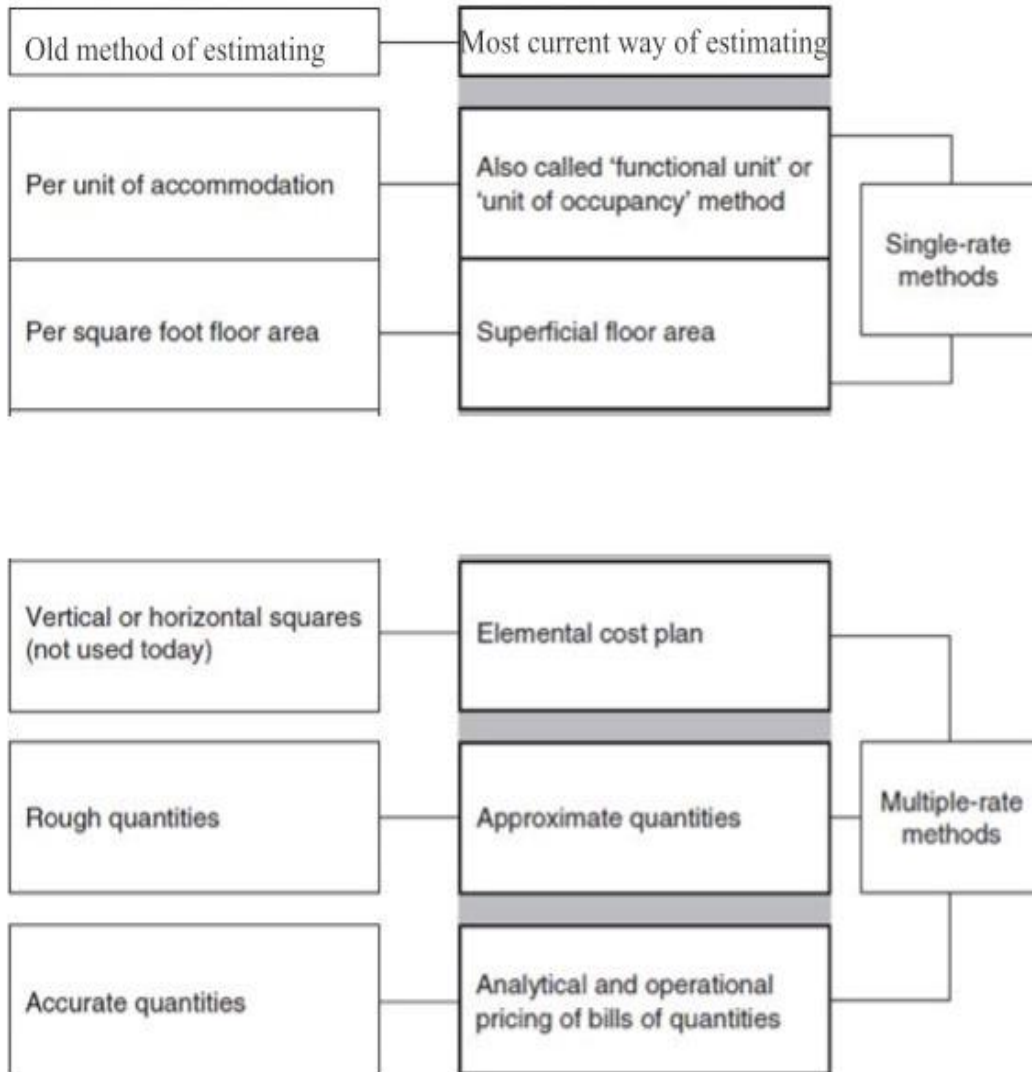 Old method of estimating
Most current way of estimating
Per unit of accommodation
Also called ‘functional unit’ or
‘unit of occupancy’ method
Single-rate
methods
Per square foot floor area
Superficial floor area
Vertical or horizontal squares
(not used today)
Elemental cost plan
Rough quantities
Approximate quantities
Multiple-rate
methods
Accurate quantities
Analytical and operational
pricing of bills of quantities